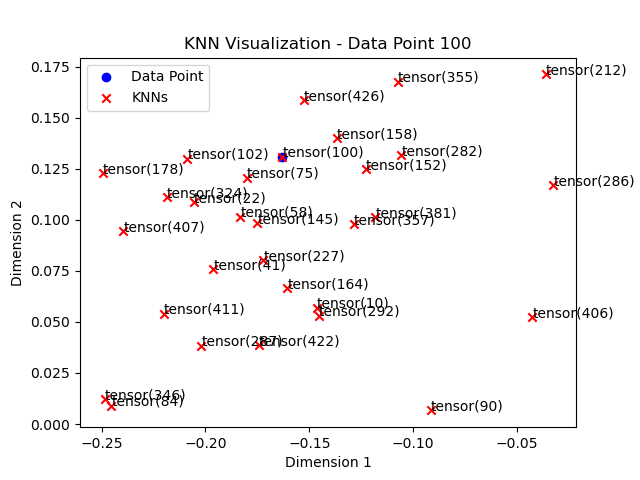 KNN Visualization - Data Point 100
Data Point
KNNs
tensor(212)
tensor(355)
tensor(426)
tensor(158)
tensor(100)
tensor(282)
tensor(102)
tensor(152)
tensor(178)
tensor(75)
tensor(286)
tensor(324)
tensor(22)
tensor(58)
tensor(381)
tensor(145)
tensor(357)
tensor(407)
tensor(227)
tensor(41)
tensor(164)
tensor(10)
tensor(292)
tensor(411)
tensor(406)
tensor(287)
tensor(422)
tensor(346)
tensor(84)
tensor(90)
0.175
0.150
0.125
0.100
0.075
0.050
0.025
0.000
Dimension 2
−0.25
−0.20
−0.15
−0.10
−0.05
Dimension 1